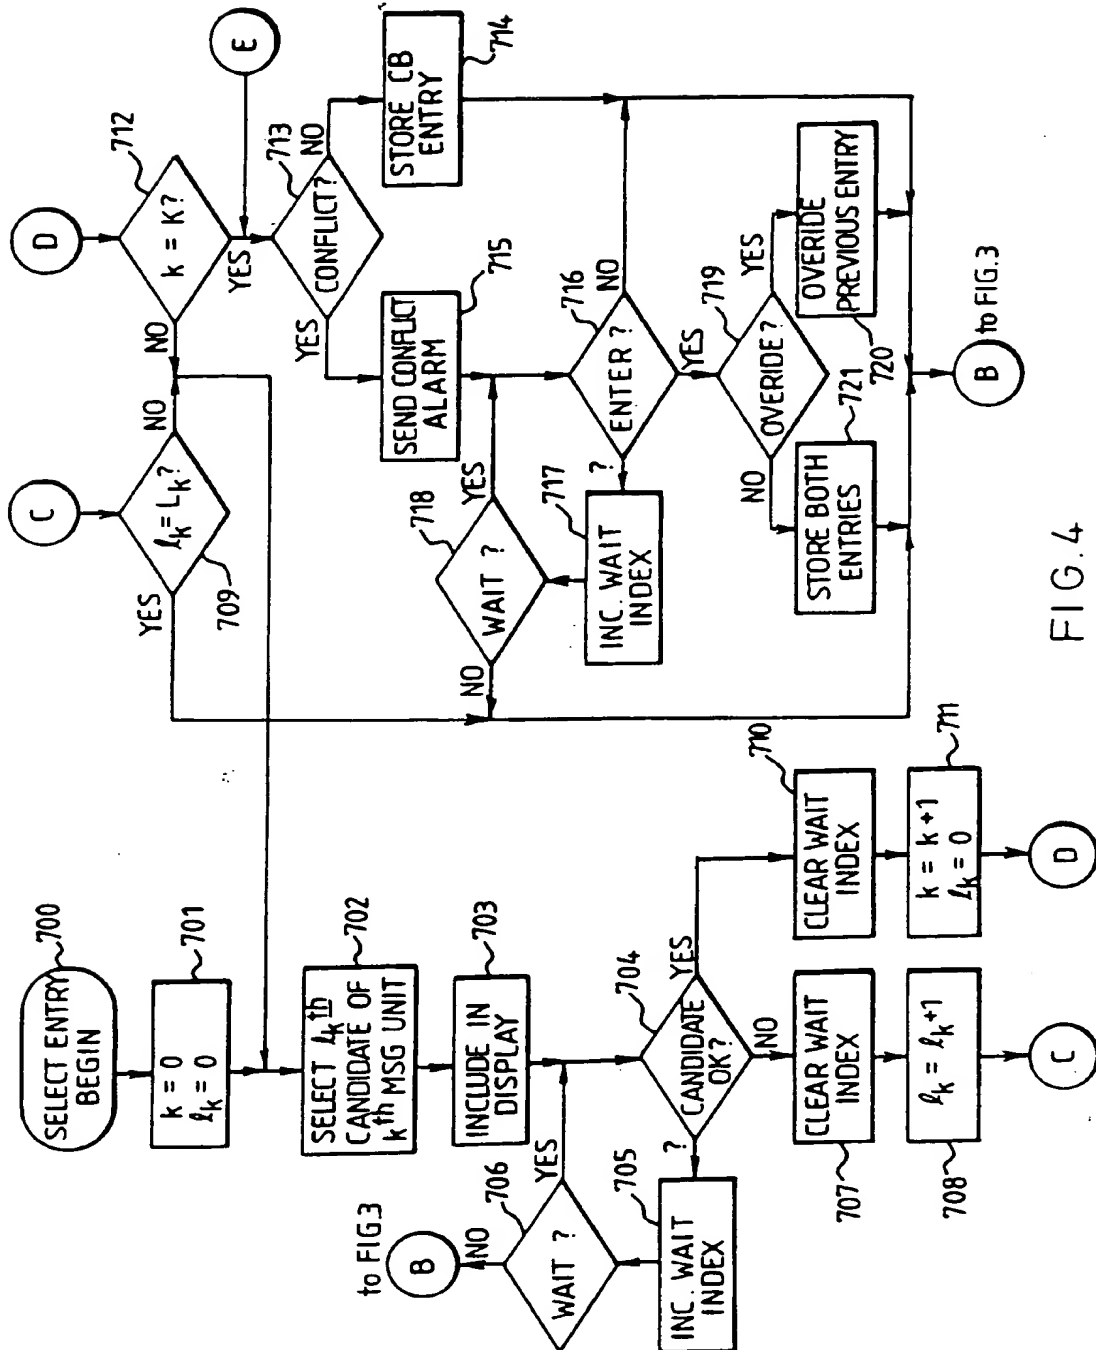 700
SELECT ENTRY
BEGIN
701
k = 0
ℓk = 0
702
SELECT ℓk th
CANDIDATE OF
kth MSG UNIT
703
INCLUDE IN
DISPLAY
704
CANDIDATE
OK?
YES
NO
?
705
INC. WAIT
INDEX
706
WAIT ?
YES
NO
B
to FIG.3
707
CLEAR WAIT
INDEX
708
ℓk = ℓk+1
C
710
CLEAR WAIT
INDEX
711
k = k+1
ℓk = 0
D
C
709
ℓk = Lk?
YES
NO
D
712
k = K?
NO
YES
E
713
CONFLICT?
YES
NO
714
STORE CB
ENTRY
715
SEND CONFLICT
ALARM
716
ENTER ?
NO
YES
?
717
INC. WAIT
INDEX
718
WAIT ?
YES
NO
719
OVERRIDE?
YES
NO
720
OVERRIDE
PREVIOUS ENTRY
721
STORE BOTH
ENTRIES
B
to FIG.3
FIG.4